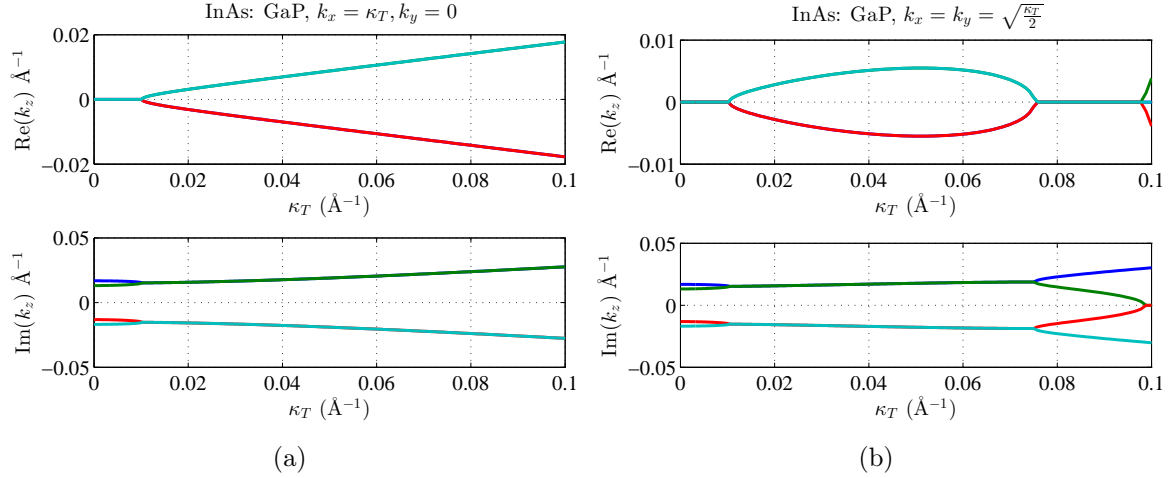 InAs: GaP, $k_x = \kappa_T, k_y = 0$
0.02
0
−0.02
Re($k_z$) Å$^{-1}$
0 0.02 0.04 0.06 0.08 0.1
$\kappa_T$ (Å$^{-1}$)
0.05
0
−0.05
Im($k_z$) Å$^{-1}$
0 0.02 0.04 0.06 0.08 0.1
$\kappa_T$ (Å$^{-1}$)
(a)
InAs: GaP, $k_x = k_y = \sqrt{\frac{\kappa_T}{2}}$
0.01
0
−0.01
Re($k_z$) Å$^{-1}$
0 0.02 0.04 0.06 0.08 0.1
$\kappa_T$ (Å$^{-1}$)
0.05
0
−0.05
Im($k_z$) Å$^{-1}$
0 0.02 0.04 0.06 0.08 0.1
$\kappa_T$ (Å$^{-1}$)
(b)